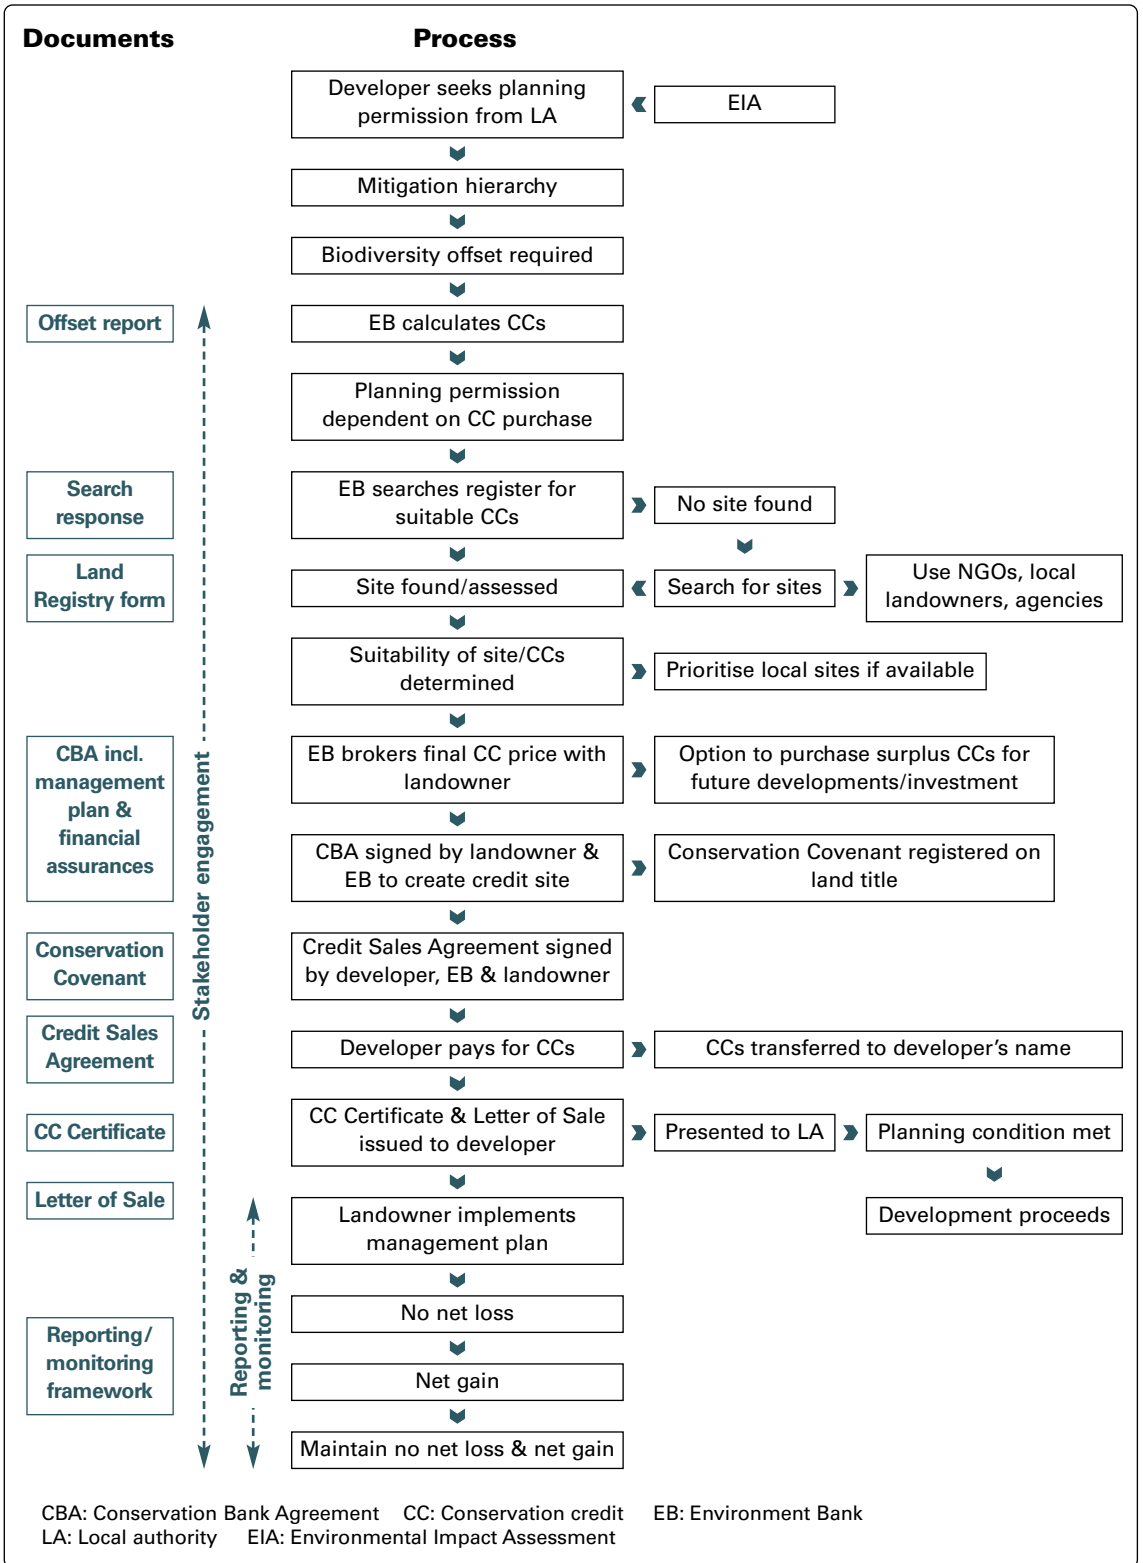 Documents
Process
Developer seeks planning
permission from LA
EIA
Mitigation hierarchy
Biodiversity offset required
Offset report
EB calculates CCs
Planning permission
dependent on CC purchase
Search
response
EB searches register for
suitable CCs
No site found
Land
Registry form
Site found/assessed
Search for sites
Use NGOs, local
landowners, agencies
Suitability of site/CCs
determined
Prioritise local sites if available
CBA incl.
management
plan &
financial
assurances
EB brokers final CC price with
landowner
Option to purchase surplus CCs for
future developments/investment
CBA signed by landowner &
EB to create credit site
Conservation Covenant registered on
land title
Stakeholder engagement
Conservation
Covenant
Credit Sales Agreement signed
by developer, EB & landowner
Credit Sales
Agreement
Developer pays for CCs
CCs transferred to developer’s name
CC Certificate
CC Certificate & Letter of Sale
issued to developer
Presented to LA
Planning condition met
Letter of Sale
Landowner implements
management plan
Development proceeds
Reporting &
monitoring
No net loss
Reporting/
monitoring
framework
Net gain
Maintain no net loss & net gain
CBA: Conservation Bank Agreement CC: Conservation credit EB: Environment Bank
LA: Local authority EIA: Environmental Impact Assessment